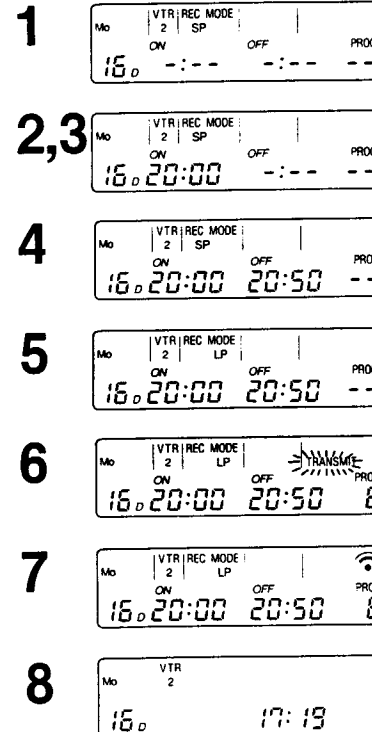 1
VTR REC MODE
Mo 2 SP
ON OFF PROG
16 D -:-- -:-- --
2,3
VTR REC MODE
Mo 2 SP
ON OFF PROG
16 D 20:00 -:-- --
4
VTR REC MODE
Mo 2 SP
ON OFF PROG
16 D 20:00 20:50 --
5
VTR REC MODE
Mo 2 LP
ON OFF PROG
16 D 20:00 20:50 --
6
VTR REC MODE
Mo 2 LP TRANSMIT
ON OFF PROG
16 D 20:00 20:50
7
VTR REC MODE
Mo 2 LP
ON OFF PROG
16 D 20:00 20:50
8
VTR
Mo 2
16 D 17:19